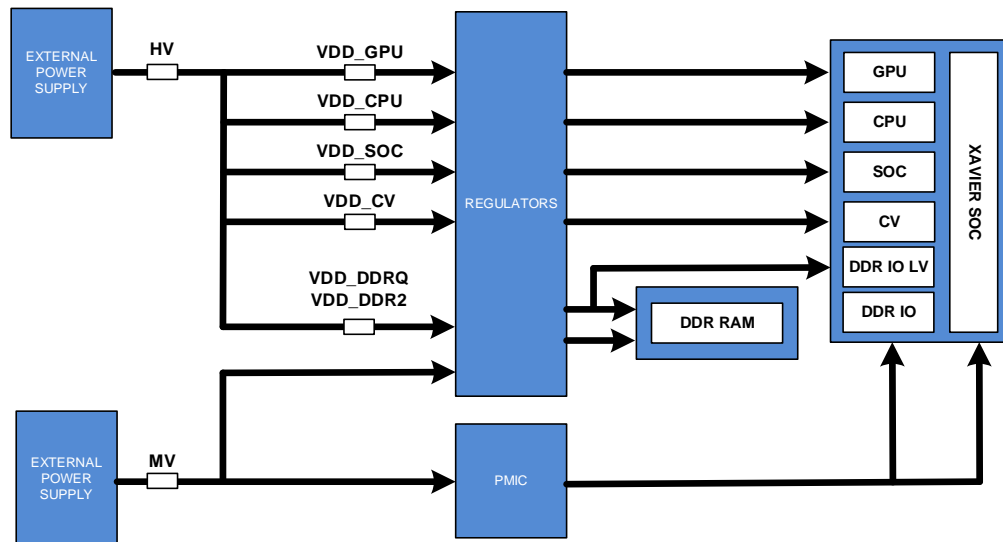 EXTERNAL
POWER
SUPPLY
HV
VDD_GPU
VDD_CPU
VDD_SOC
VDD_CV
VDD_DDRQ
VDD_DDR2
REGULATORS
GPU
CPU
SOC
CV
DDR IO LV
DDR IO
XAVIER SOC
DDR RAM
EXTERNAL
POWER
SUPPLY
MV
PMIC